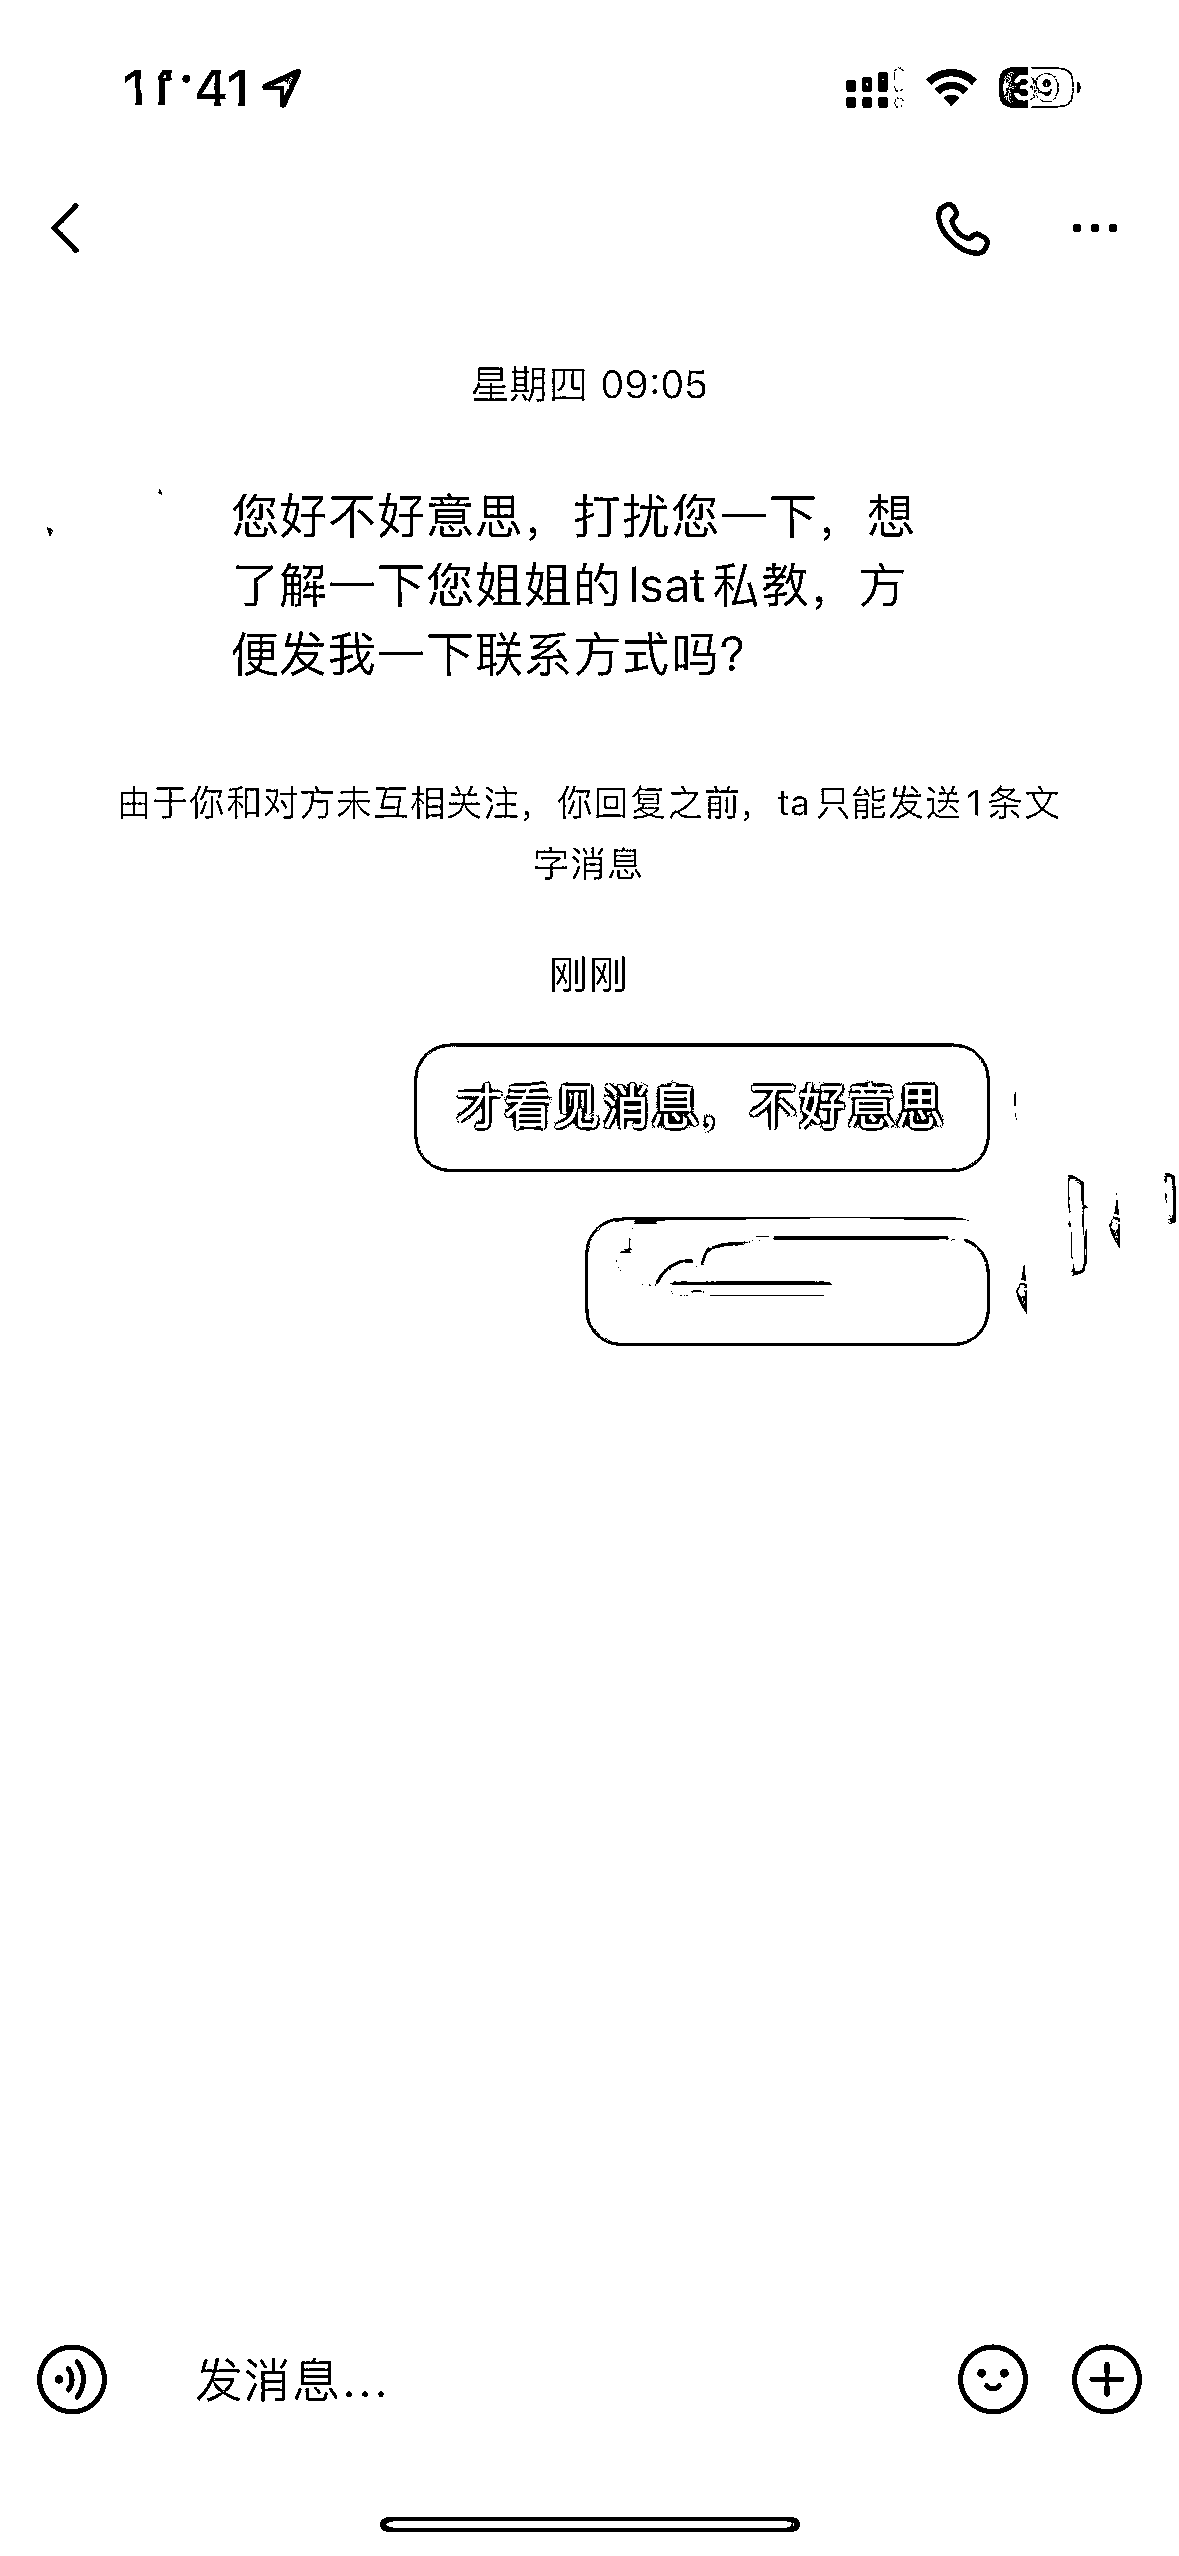 星期四 09:05
您好不好意思，打扰您一下，想
了解一下您姐姐的lsat私教，方
便发我一下联系方式吗？
由于你和对方未互相关注，你回复之前，ta只能发送1条文
字消息
刚刚
才看见消息，不好意思
发消息...